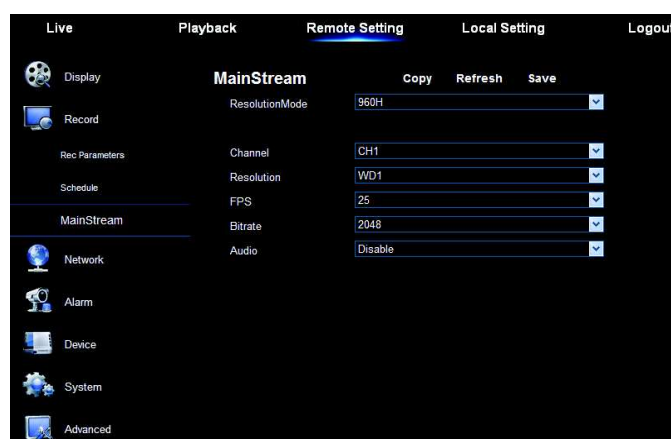 Live Playback Remote Setting Local Setting Logout
Display
Record
Rec Parameters
Schedule
MainStream
Network
Alarm
Device
System
Advanced
MainStream Copy Refresh Save
ResolutionMode 960H
Channel CH1
Resolution WD1
FPS 25
Bitrate 2048
Audio Disable